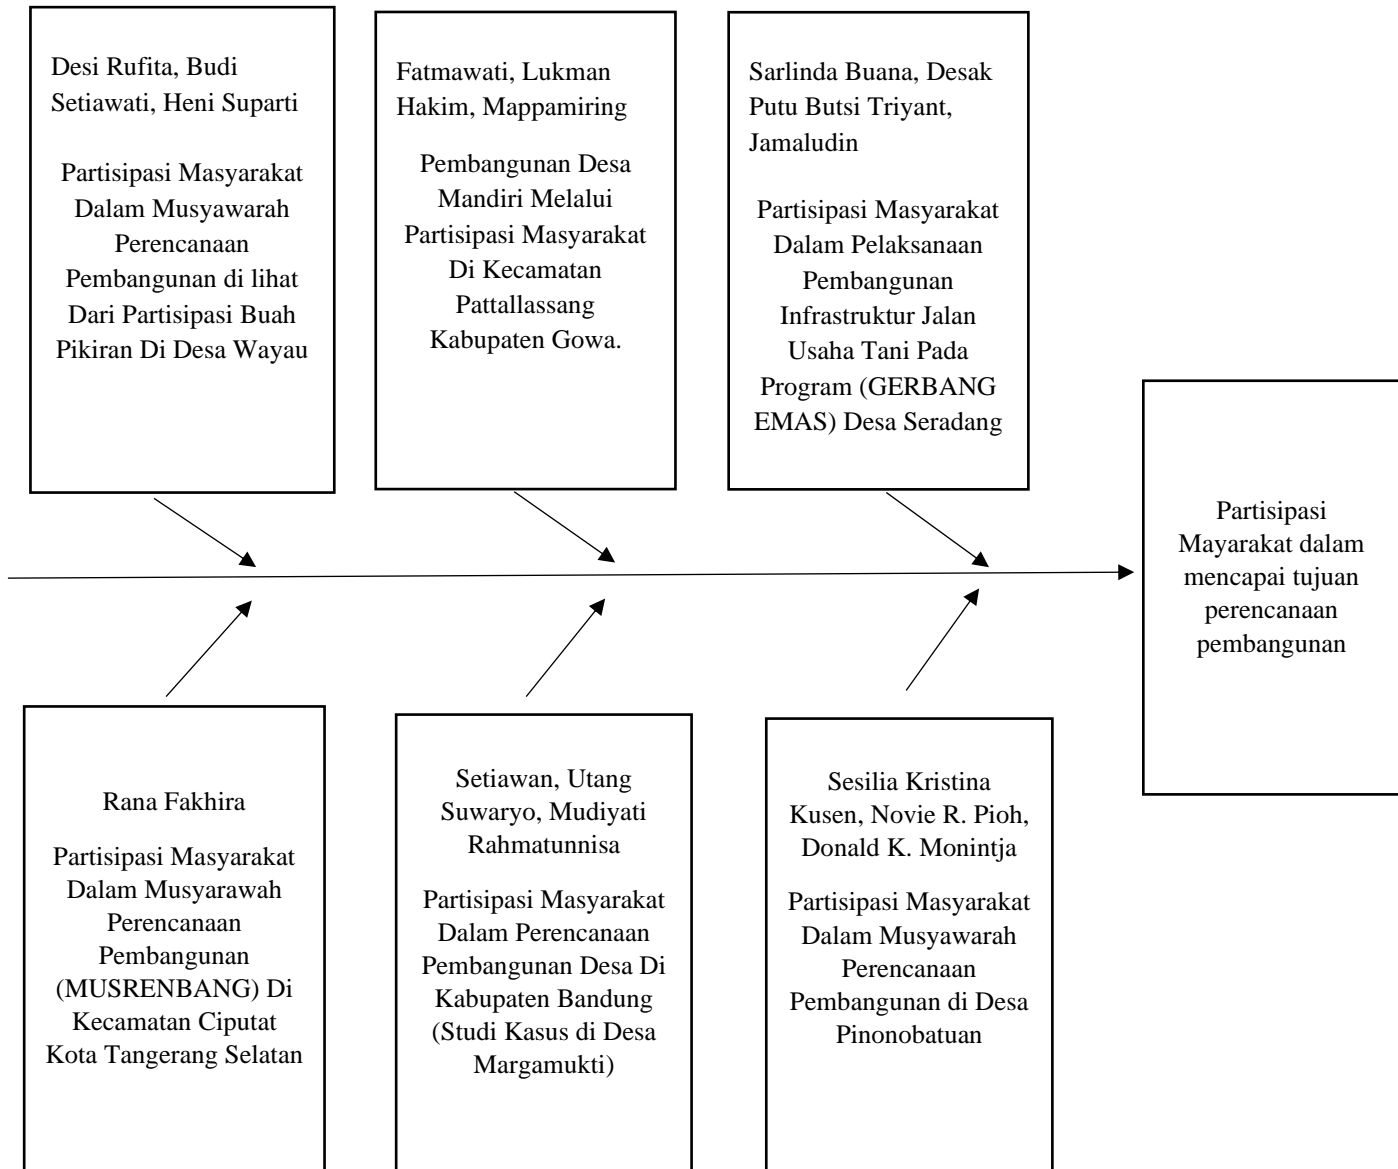 Desi Rufita, Budi
Setiawati, Heni Suparti
Partisipasi Masyarakat
Dalam Musyawarah
Perencanaan
Pembangunan di lihat
Dari Partisipasi Buah
Pikiran Di Desa Wayau
Fatmawati, Lukman
Hakim, Mappamiring
Pembangunan Desa
Mandiri Melalui
Partisipasi Masyarakat
Di Kecamatan
Pattallassang
Kabupaten Gowa.
Sarlinda Buana, Desak
Putu Butsi Triyant,
Jamaludin
Partisipasi Masyarakat
Dalam Pelaksanaan
Pembangunan
Infrastruktur Jalan
Usaha Tani Pada
Program (GERBANG
EMAS) Desa Seradang
Partisipasi
Mayarakat dalam
mencapai tujuan
perencanaan
pembangunan
Rana Fakhira
Partisipasi Masyarakat
Dalam Musyarawah
Perencanaan
Pembangunan
(MUSRENBANG) Di
Kecamatan Ciputat
Kota Tangerang Selatan
Setiawan, Utang
Suwaryo, Mudiyati
Rahmatunnisa
Partisipasi Masyarakat
Dalam Perencanaan
Pembangunan Desa Di
Kabupaten Bandung
(Studi Kasus di Desa
Margamukti)
Sesilia Kristina
Kusen, Novie R. Pioh,
Donald K. Monintja
Partisipasi Masyarakat
Dalam Musyawarah
Perencanaan
Pembangunan di Desa
Pinonobatuan